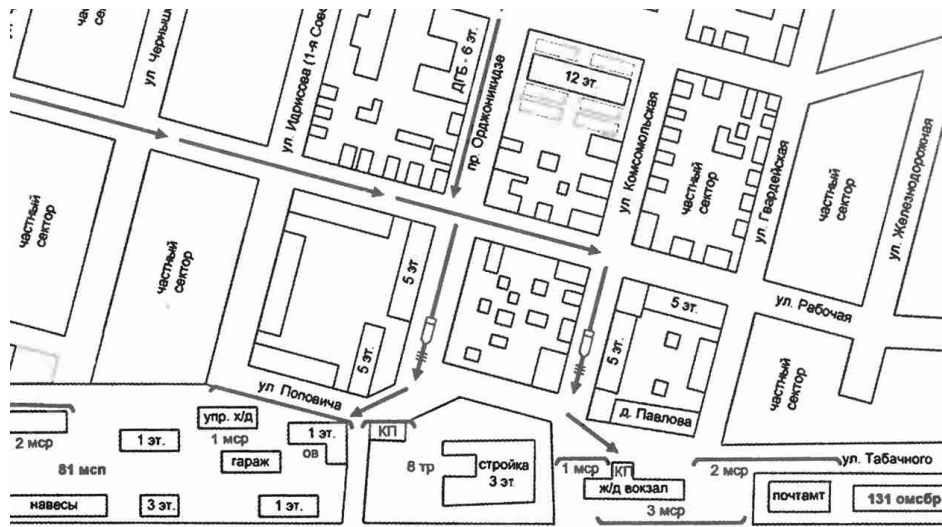 частный
сектор
ул. Черныше
ул. Идрисова (1-я Сове
ДГБ - 6 эт.
пр. Орджоникидзе
12 эт.
ул. Комсомольская
частный
сектор
ул. Гвардейская
частный
сектор
ул. Железнодорожная
частный
сектор
частный
сектор
5 эт
5 эт.
5 эт.
5 эт.
ул. Рабочая
частный
сектор
ул. Поповича
д. Павлова
упр. х/д
1 эт.
1 эт.
КП
2 мср
1 мср
ов
81 мсп
гараж
8 тр
стройка
3 эт.
1 мср
КП
2 мср
ул. Табачного
ж/д вокзал
навесы
3 эт.
1 эт.
3 мср
почтамт
131 омсбр